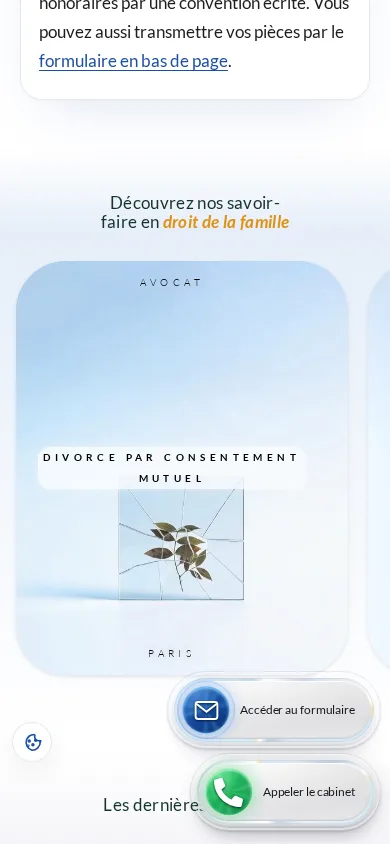 honoraires par une convention écrite. Vous
pouvez aussi transmettre vos pièces par le
formulaire en bas de page.
Découvrez nos savoir-
faire en droit de la famille
AVOCAT
DIVORCE PAR CONSENTEMENT
MUTUEL
PARIS
Accéder au formulaire
Appeler le cabinet
Les dernières